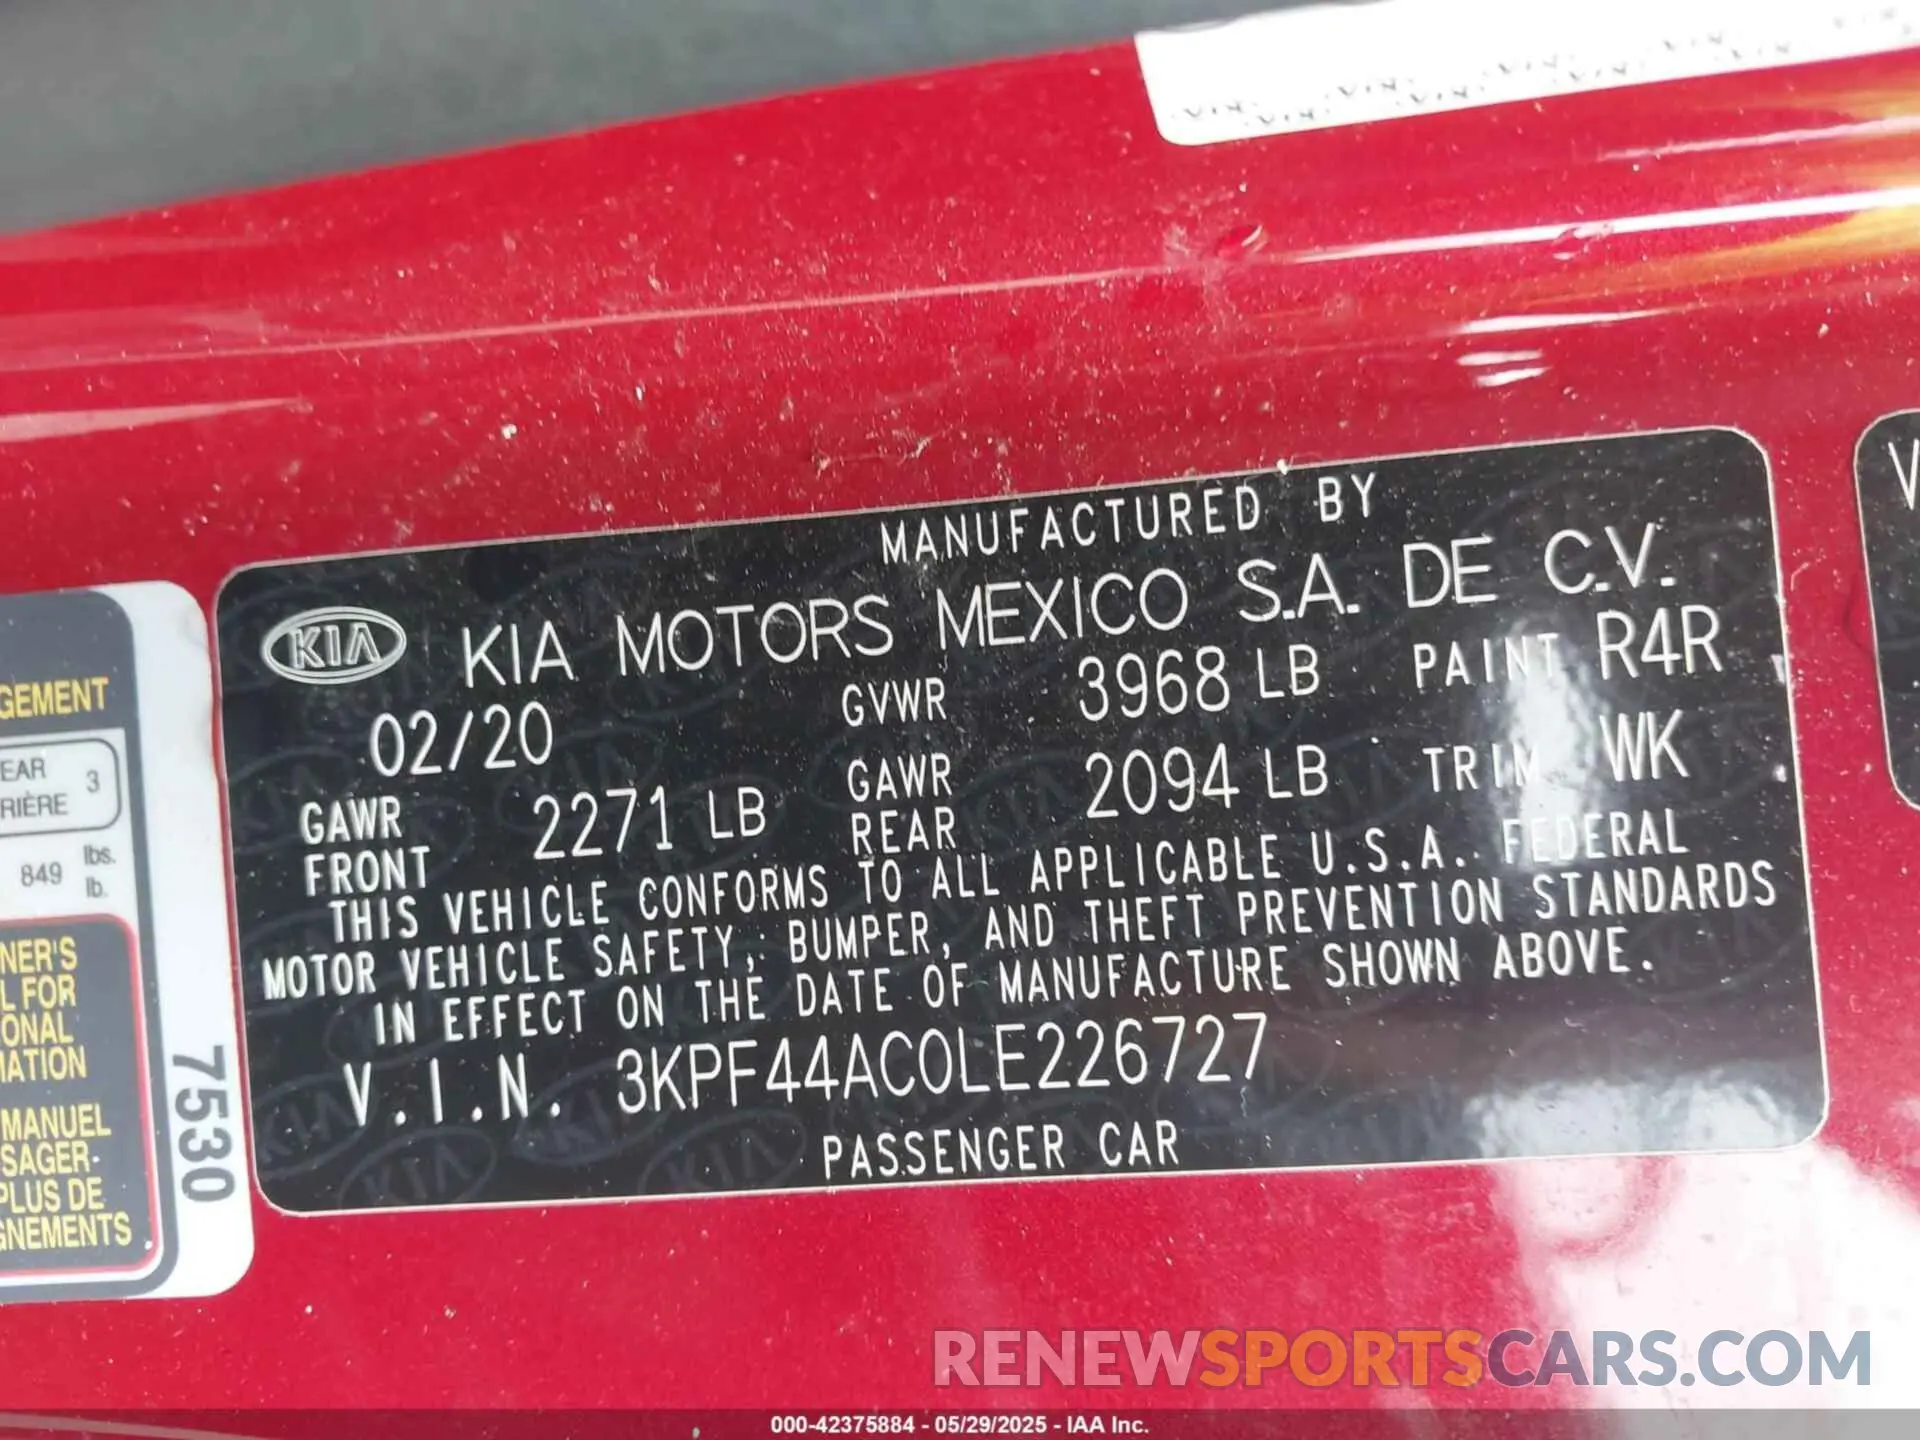 MANUFACTURED BY
KIA KIA MOTORS MEXICO S.A. DE C.V.
02/20 GVWR 3968 LB PAINT R4R
GAWR FRONT 2271 LB GAWR REAR 2094 LB TRIM WK
THIS VEHICLE CONFORMS TO ALL APPLICABLE U.S.A. FEDERAL
MOTOR VEHICLE SAFETY, BUMPER, AND THEFT PREVENTION STANDARDS
IN EFFECT ON THE DATE OF MANUFACTURE SHOWN ABOVE.
V.I.N. 3KPF44AC0LE226727
PASSENGER CAR
GEMENT
EAR 3
RIÈRE
849 lbs.
lb.
NER'S
L FOR
ONAL
MATION
MANUEL
SAGER-
PLUS DE
GNEMENTS
7530
V
RENEWSPORTSCARS.COM
000-42375884 - 05/29/2025 - IAA Inc.